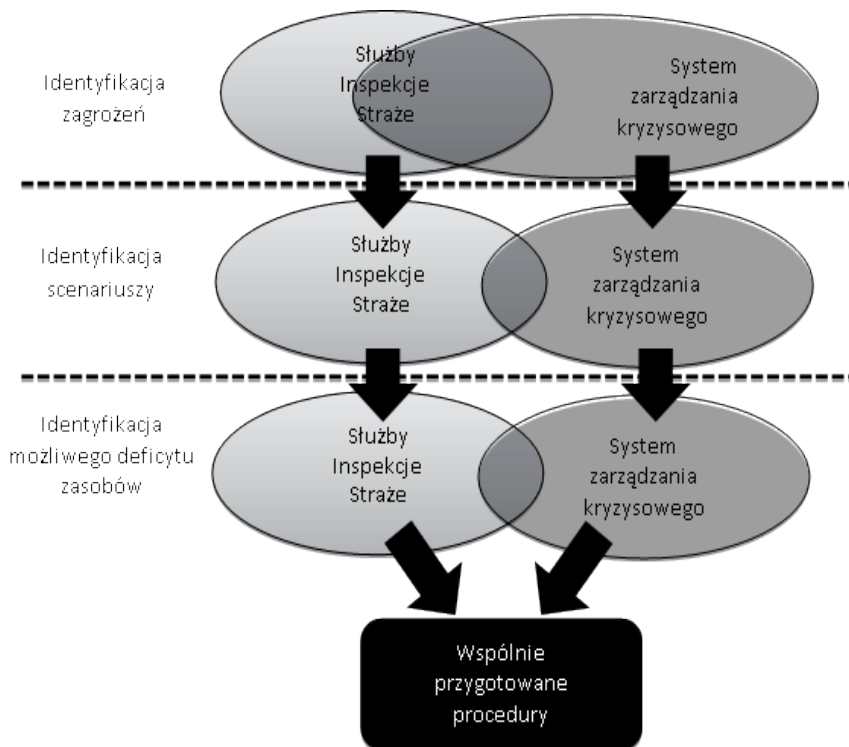 Identyfikacja
zagrożeń
Służby
Inspekcje
Straże
System
zarządzania
kryzysowego
Identyfikacja
scenariuszy
Służby
Inspekcje
Straże
System
zarządzania
kryzysowego
Identyfikacja
możliwego deficytu
zasobów
Służby
Inspekcje
Straże
System
zarządzania
kryzysowego
Wspólnie
przygotowane
procedury